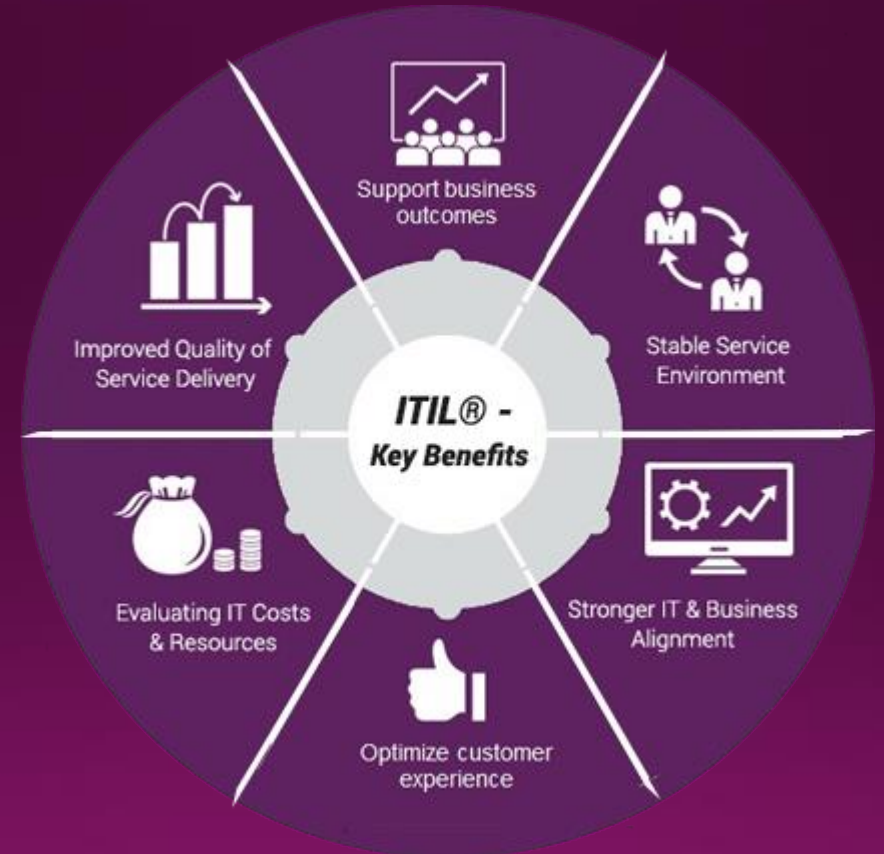 Support business
outcomes
Stable Service
Environment
Stronger IT & Business
Alignment
Optimize customer
experience
Evaluating IT Costs
& Resources
Improved Quality of
Service Delivery
ITIL® -
Key Benefits